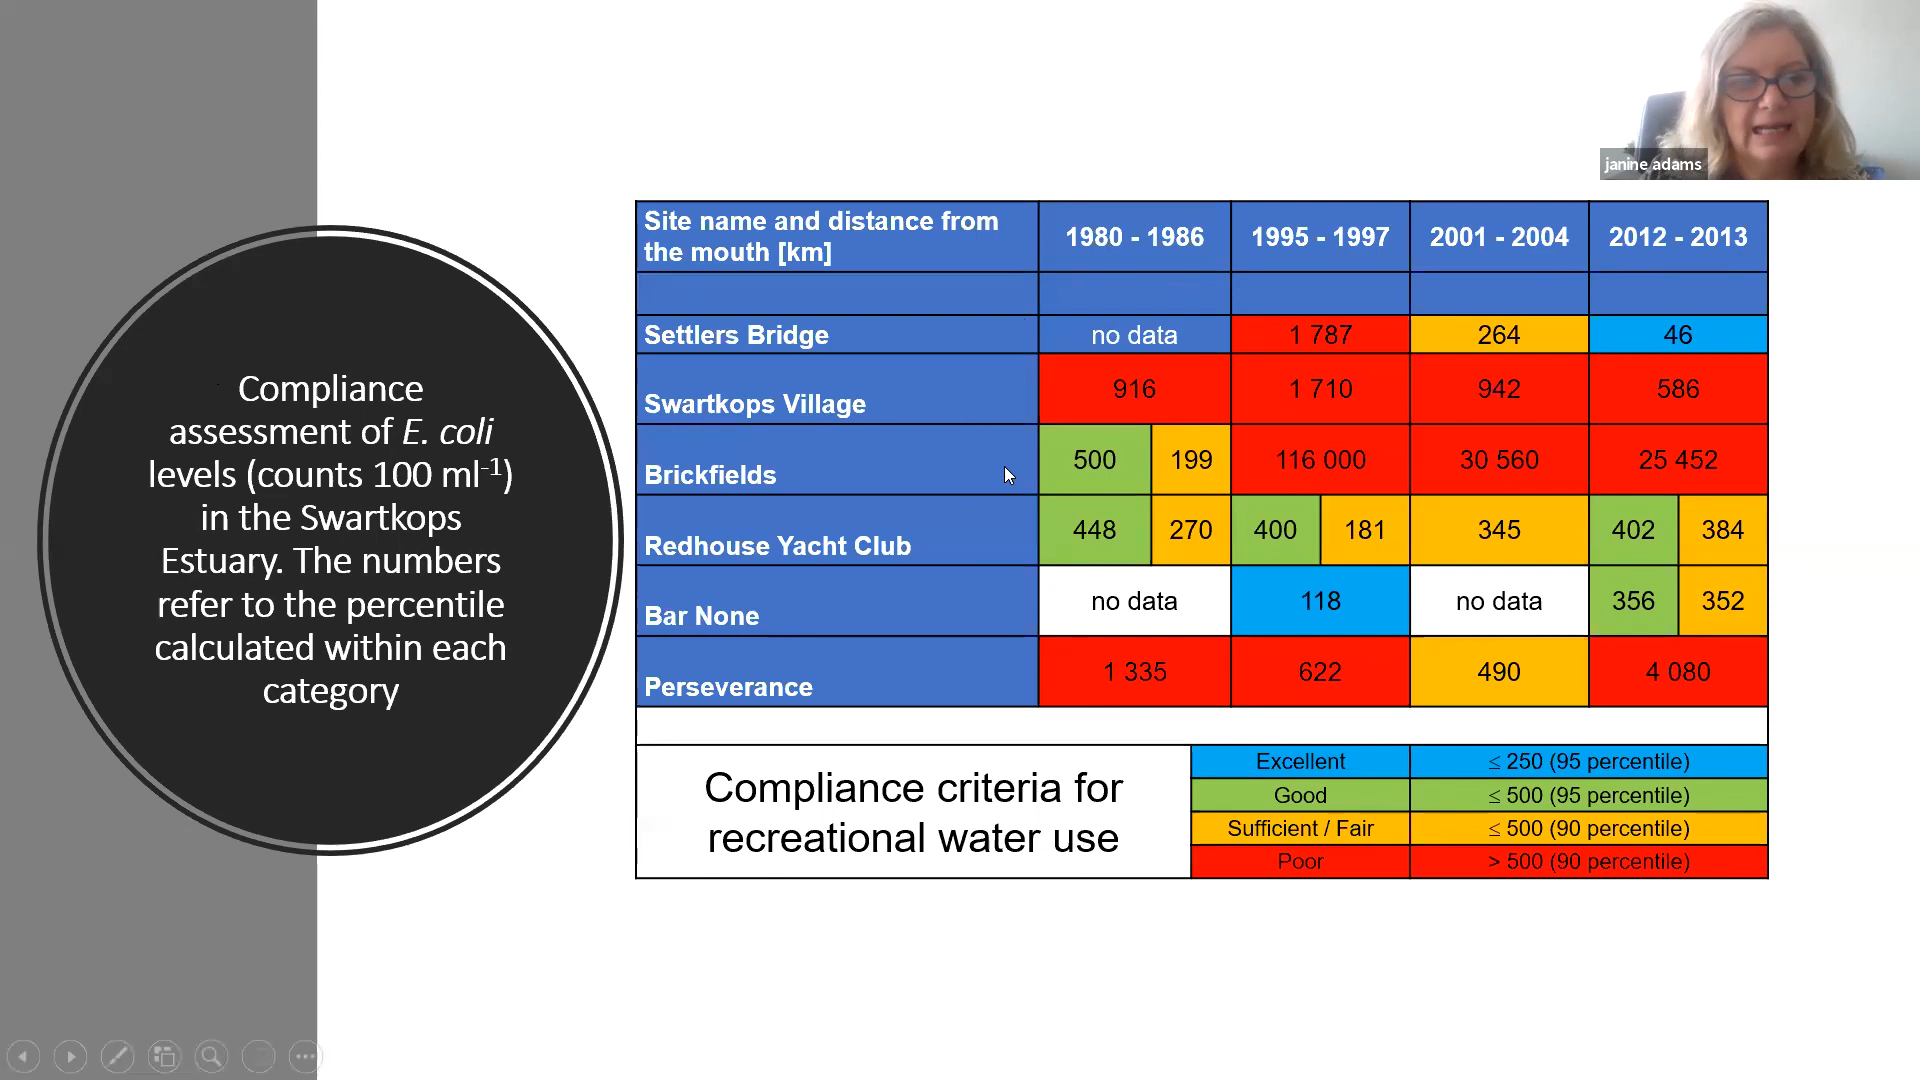 janine adams
Compliance
assessment of E. coli
levels (counts 100 ml-1)
in the Swartkops
Estuary. The numbers
refer to the percentile
calculated within each
category
Site name and distance from
the mouth [km]
1980 - 1986
1995 - 1997
2001 - 2004
2012 - 2013
Settlers Bridge
no data
1 787
264
46
Swartkops Village
916
1 710
942
586
Brickfields
500
199
116 000
30 560
25 452
Redhouse Yacht Club
448
270
400
181
345
402
384
Bar None
no data
118
no data
356
352
Perseverance
1 335
622
490
4 080
Compliance criteria for
recreational water use
Excellent
≤ 250 (95 percentile)
Good
≤ 500 (95 percentile)
Sufficient / Fair
≤ 500 (90 percentile)
Poor
> 500 (90 percentile)